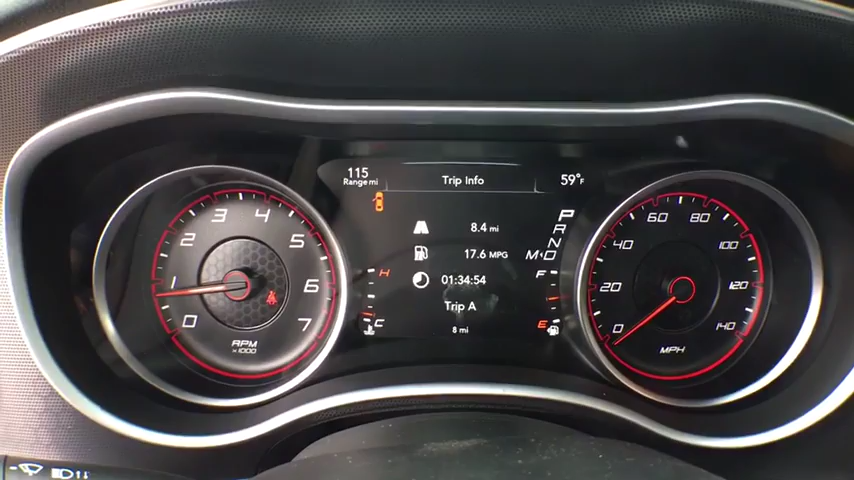 115
Range mi
Trip Info
59°F
8.4 mi
17.6 MPG
01:34:54
Trip A
8 mi
P
R
N
M D
H
C
F
E
0
1
2
3
4
5
6
7
RPM
x1000
0
20
40
60
80
100
120
140
MPH